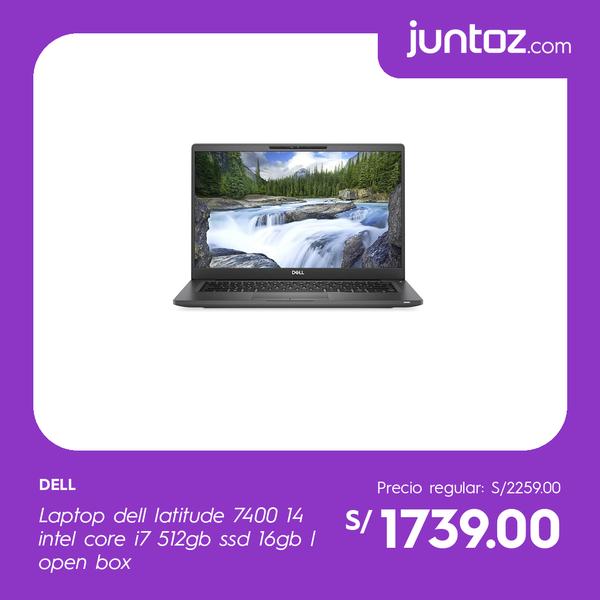 juntoz.com
DELL
DELL
Laptop dell latitude 7400 14
intel core i7 512gb ssd 16gb |
open box
Precio regular: S/2259.00
S/1739.00